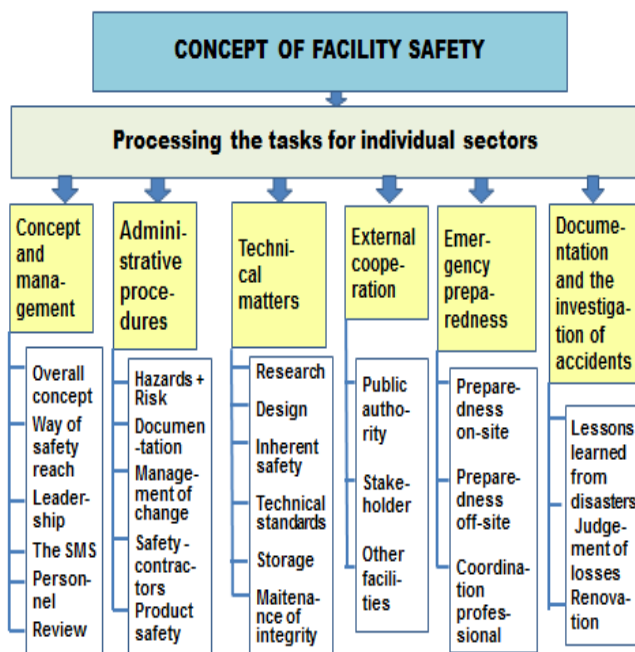 CONCEPT OF FACILITY SAFETY
Processing the tasks for individual sectors
Concept
and
mana-
gement
Overall
concept
Way of
safety
reach
Leader-
ship
The SMS
Person-
nel
Review
Admini-
strative
proce-
dures
Hazards +
Risk
Documen
-tation
Manage-
ment of
change
Safety -
contrac-
tors
Product
safety
Techni-
cal
matters
Research
Design
Inherent
safety
Technical
standards
Storage
Maitenan-
ce of
integrity
External
coope-
ration
Public
autho-
rity
Stake-
holder
Other
facili-
ties
Emer-
gency
prepa-
redness
Prepare-
dness
on-site
Prepare-
dness
off-site
Coordina-
tion
profes-
sional
Docume-
ntation
and the
investiga-
tion of
accidents
Lessons
learned
from
disasters
Judge-
ment of
losses
Renova-
tion